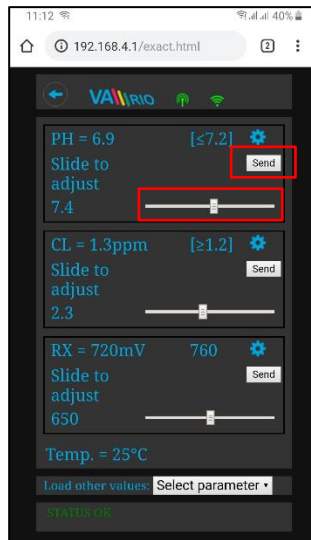 11:12 40%
192.168.4.1/exact.html 2
VALLIRIO
PH = 6.9 [≤7.2]
Slide to Send
adjust
7.4
CL = 1.3ppm [≥1.2]
Slide to Send
adjust
2.3
RX = 720mV 760
Slide to Send
adjust
650
Temp. = 25°C
Load other values: Select parameter
STATUS OK